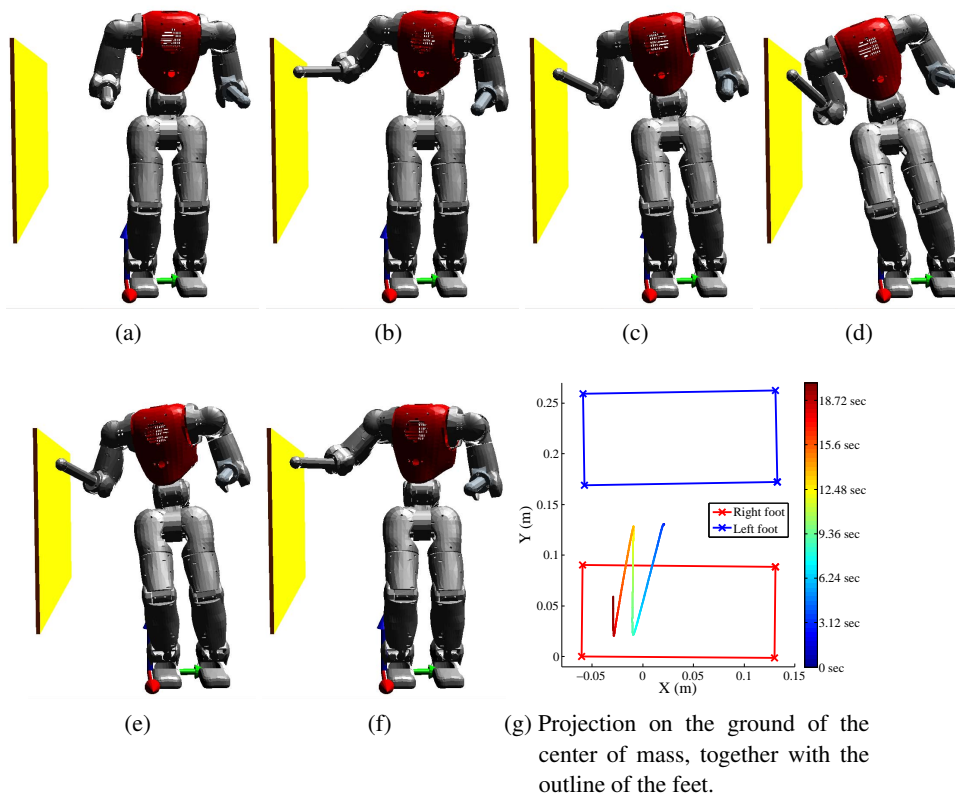 (a)
(b)
(c)
(d)
(e)
(f)
0.25
0.2
0.15
0.1
0.05
0
Y (m)
−0.05
0
0.05
0.1
0.15
X (m)
Right foot
Left foot
18.72 sec
15.6 sec
12.48 sec
9.36 sec
6.24 sec
3.12 sec
0 sec
(g) Projection on the ground of the
center of mass, together with the
outline of the feet.